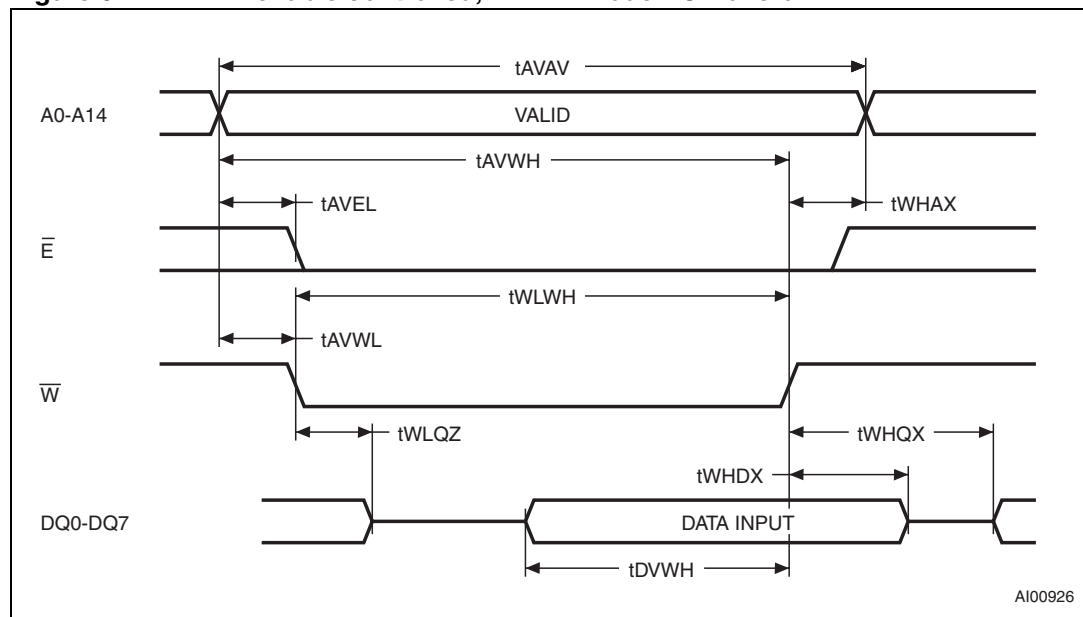 tAVAV
A0-A14
VALID
tAVWH
tAVEL
tWHAX
E̅
tWLWH
tAVWL
W̅
tWLQZ
tWHQX
tWHDX
DQ0-DQ7
DATA INPUT
tDVWH
AI00926